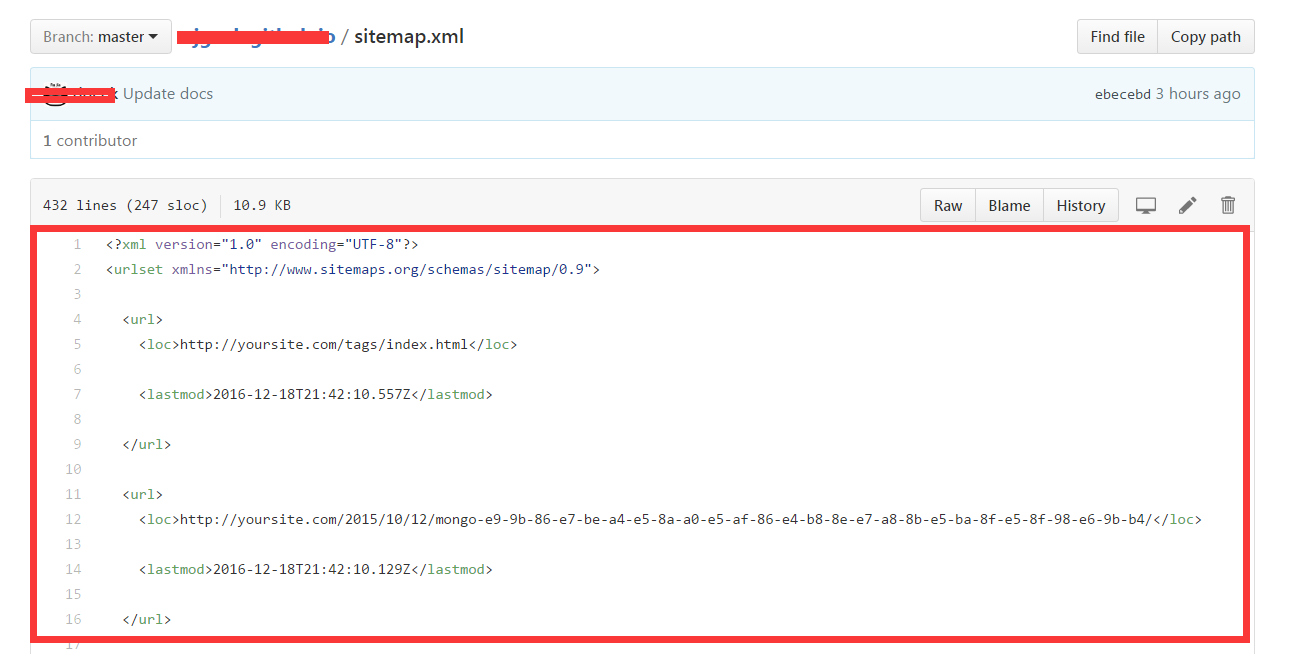 Branch: master / sitemap.xml Find file Copy path
Update docs ebecebd 3 hours ago
1 contributor
432 lines (247 sloc) 10.9 KB Raw Blame History
1 <?xml version="1.0" encoding="UTF-8"?>
2 <urlset xmlns="http://www.sitemaps.org/schemas/sitemap/0.9">
3
4 <url>
5 <loc>http://yoursite.com/tags/index.html</loc>
6
7 <lastmod>2016-12-18T21:42:10.557Z</lastmod>
8
9 </url>
10
11 <url>
12 <loc>http://yoursite.com/2015/10/12/mongo-e9-9b-86-e7-be-a4-e5-8a-a0-e5-af-86-e4-b8-8e-e7-a8-8b-e5-ba-8f-e5-8f-98-e6-9b-b4/</loc>
13
14 <lastmod>2016-12-18T21:42:10.129Z</lastmod>
15
16 </url>
17